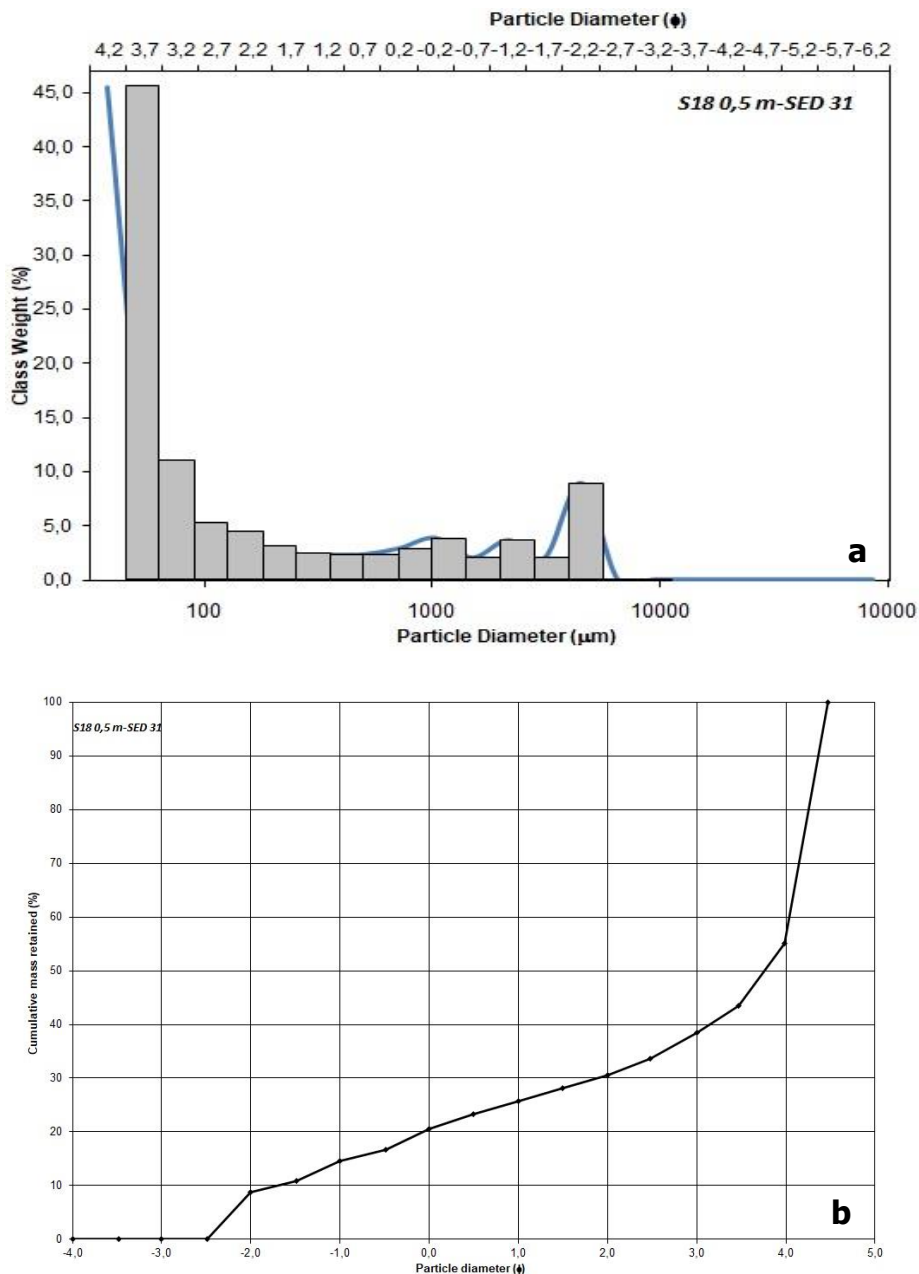 Particle Diameter (ϕ)
4,2 3,7 3,2 2,7 2,2 1,7 1,2 0,7 0,2 -0,2 -0,7 -1,2 -1,7 -2,2 -2,7 -3,2 -3,7 -4,2 -4,7 -5,2 -5,7 -6,2
S18 0,5 m-SED 31
45,0
40,0
35,0
30,0
25,0
20,0
15,0
10,0
5,0
0,0
Class Weight (%)
a
100 1000 10000 10000
Particle Diameter (μm)
S18 0,5 m-SED 31
100
90
80
70
60
50
40
30
20
10
0
Cumulative mass retained (%)
b
-4,0 -3,0 -2,0 -1,0 0,0 1,0 2,0 3,0 4,0 5,0
Particle diameter (ϕ)